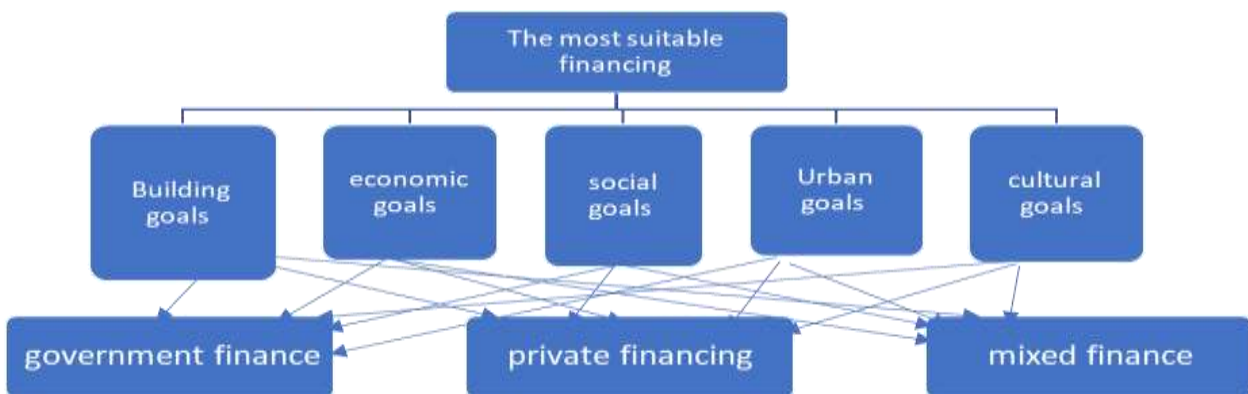 The most suitable
financing
Building
goals
economic
goals
social
goals
Urban
goals
cultural
goals
government finance
private financing
mixed finance